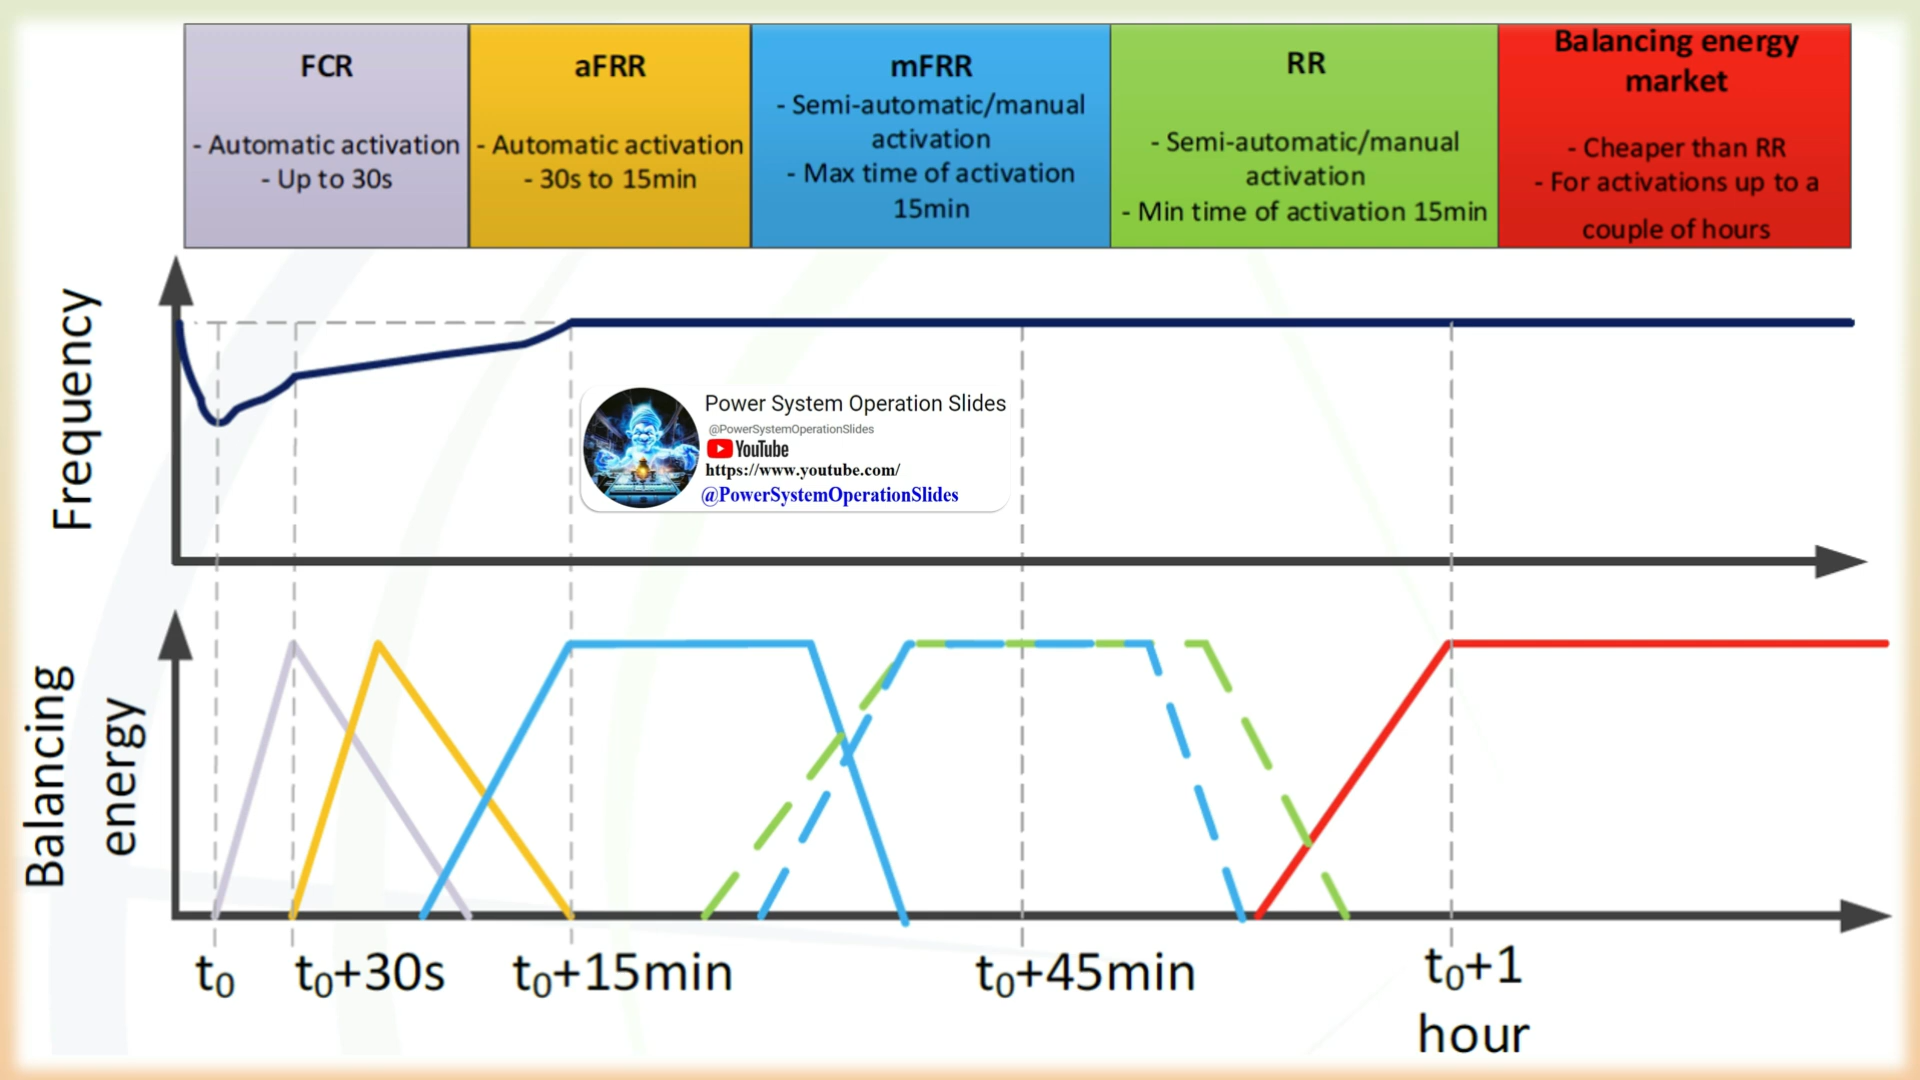 FCR
- Automatic activation
- Up to 30s
aFRR
- Automatic activation
- 30s to 15min
mFRR
- Semi-automatic/manual
activation
- Max time of activation
15min
RR
- Semi-automatic/manual
activation
- Min time of activation 15min
Balancing energy
market
- Cheaper than RR
- For activations up to a
couple of hours
Frequency
Power System Operation Slides
@PowerSystemOperationSlides
YouTube
https://www.youtube.com/
@PowerSystemOperationSlides
Balancing
energy
t0
t0+30s
t0+15min
t0+45min
t0+1
hour